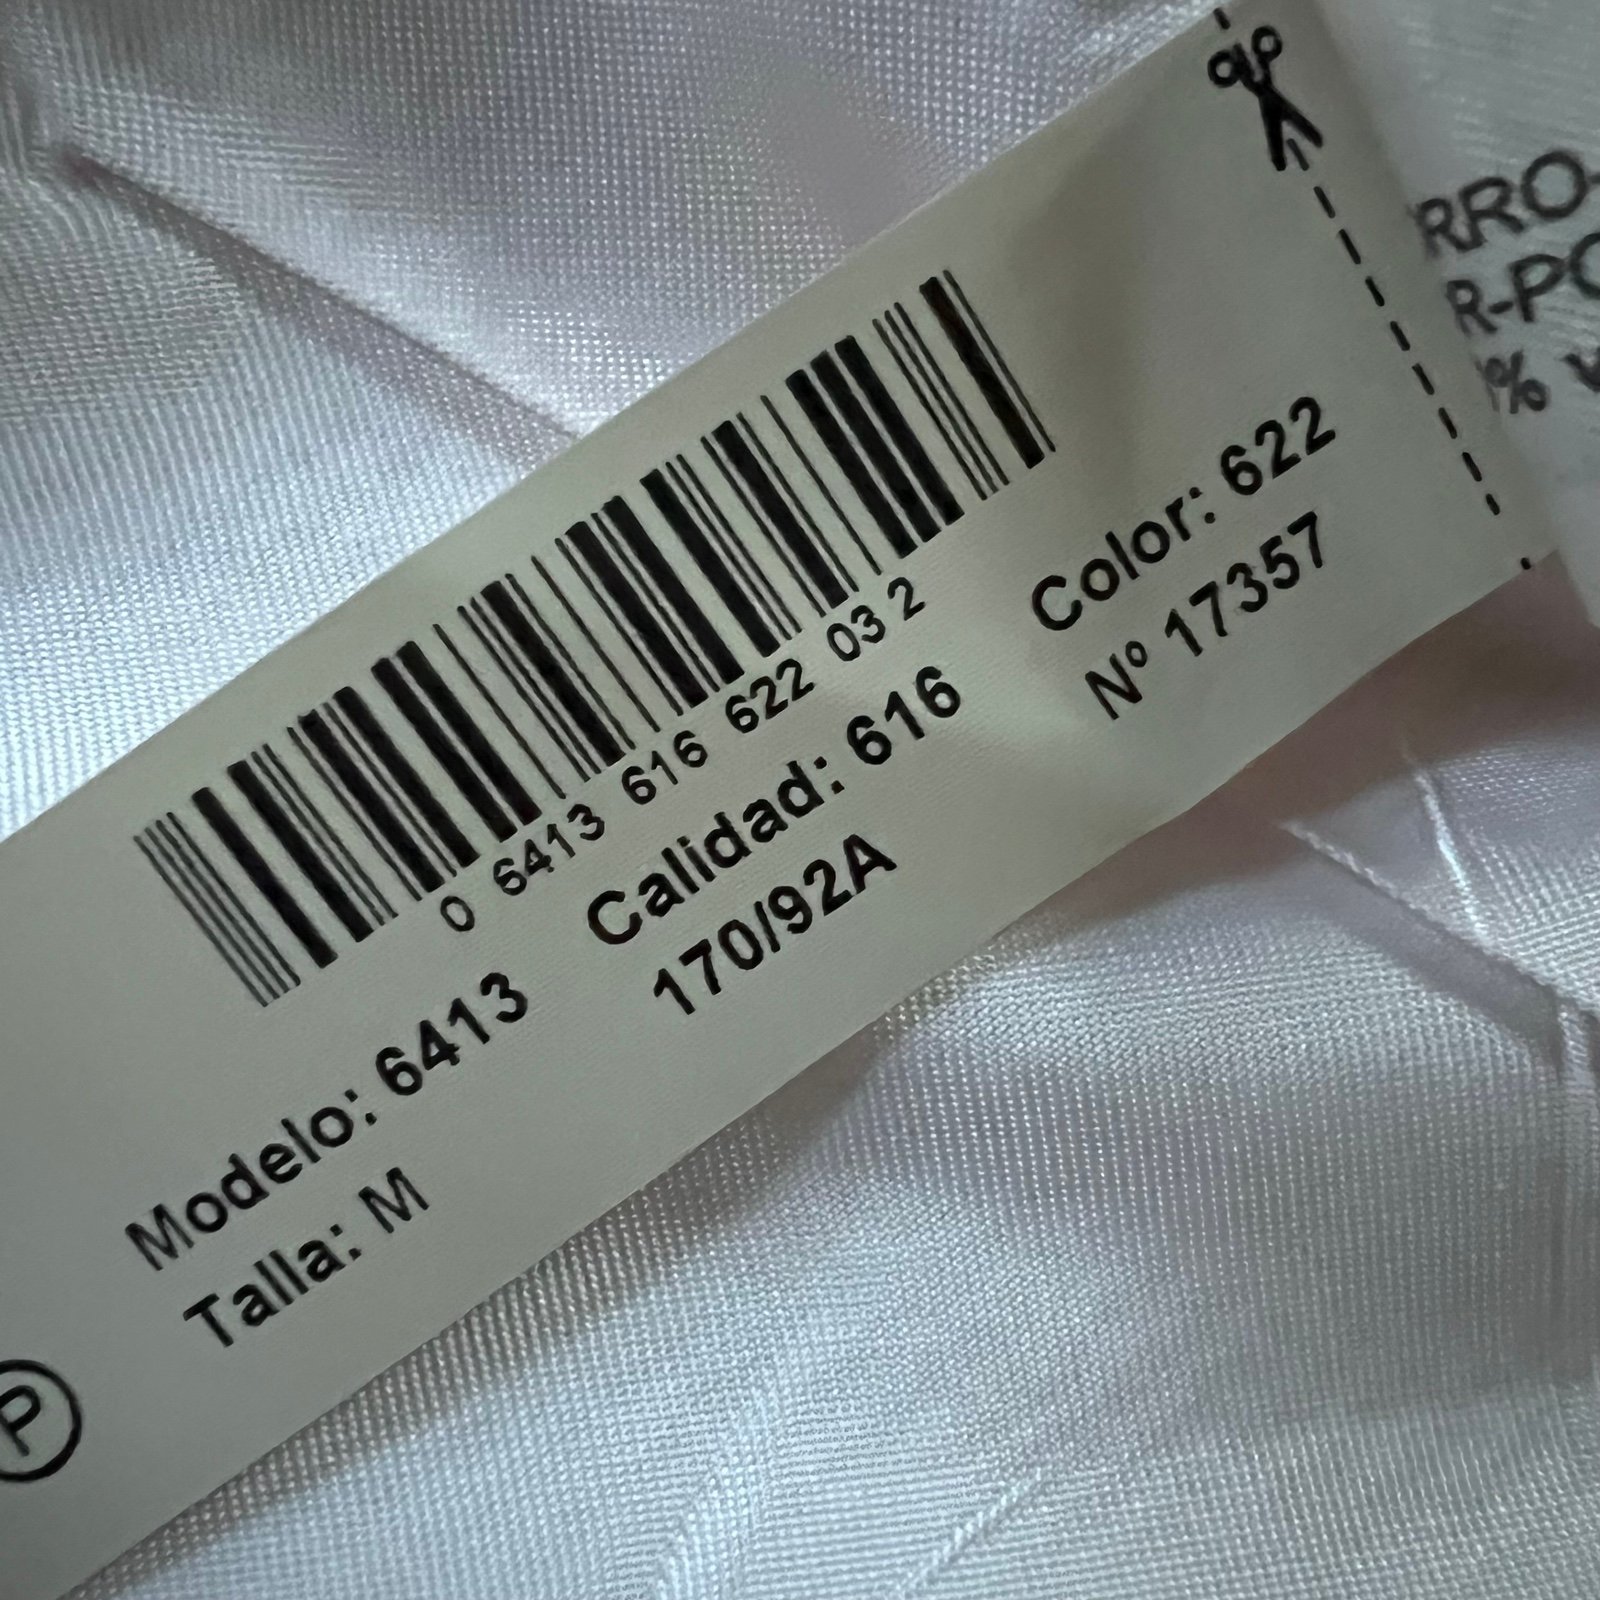 0 6413 616 622 03 2
Modelo: 6413 Calidad: 616 Color: 622
Talla: M 170/92A Nº 17357
P